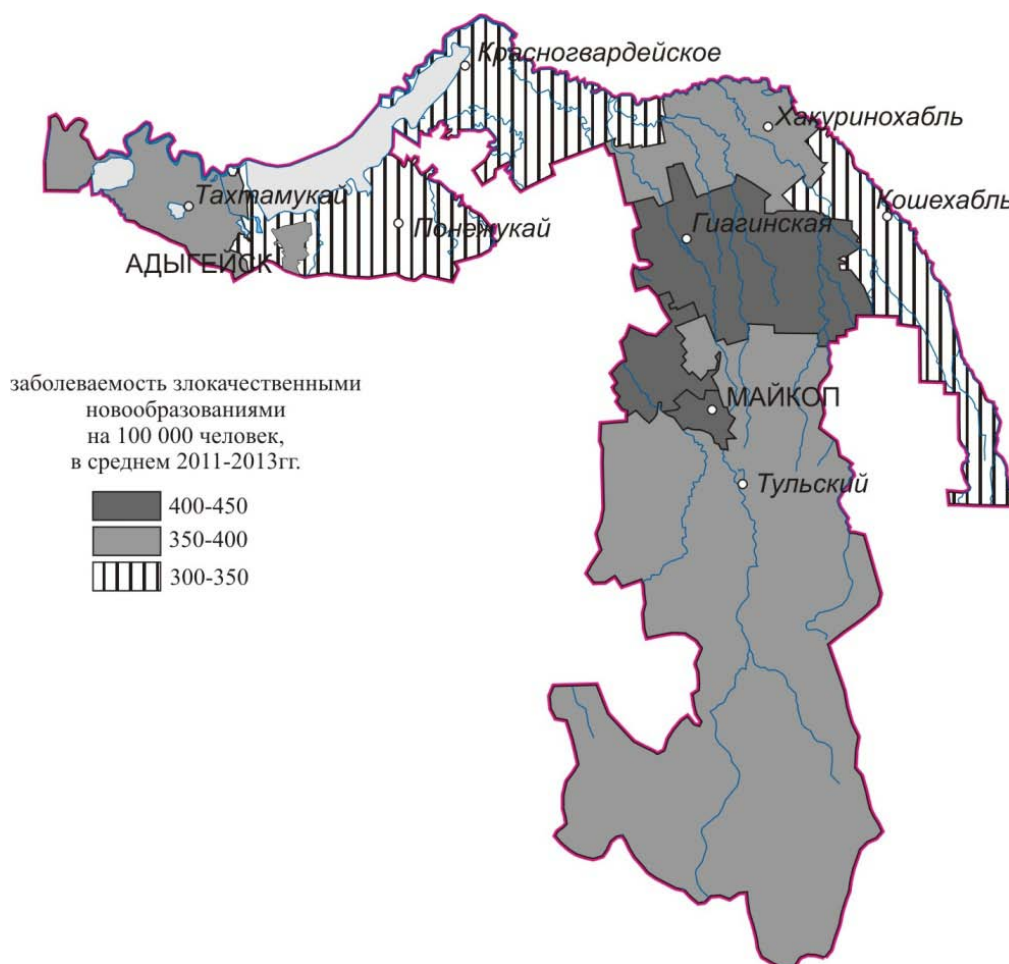 Красногвардейское
Хакуринохабль
Тахтамукай
Понежукай
Гиагинская
Кошехабль
АДЫГЕЙСК
МАЙКОП
Тульский
заболеваемость злокачественными
новообразованиями
на 100 000 человек,
в среднем 2011-2013гг.
400-450
350-400
300-350